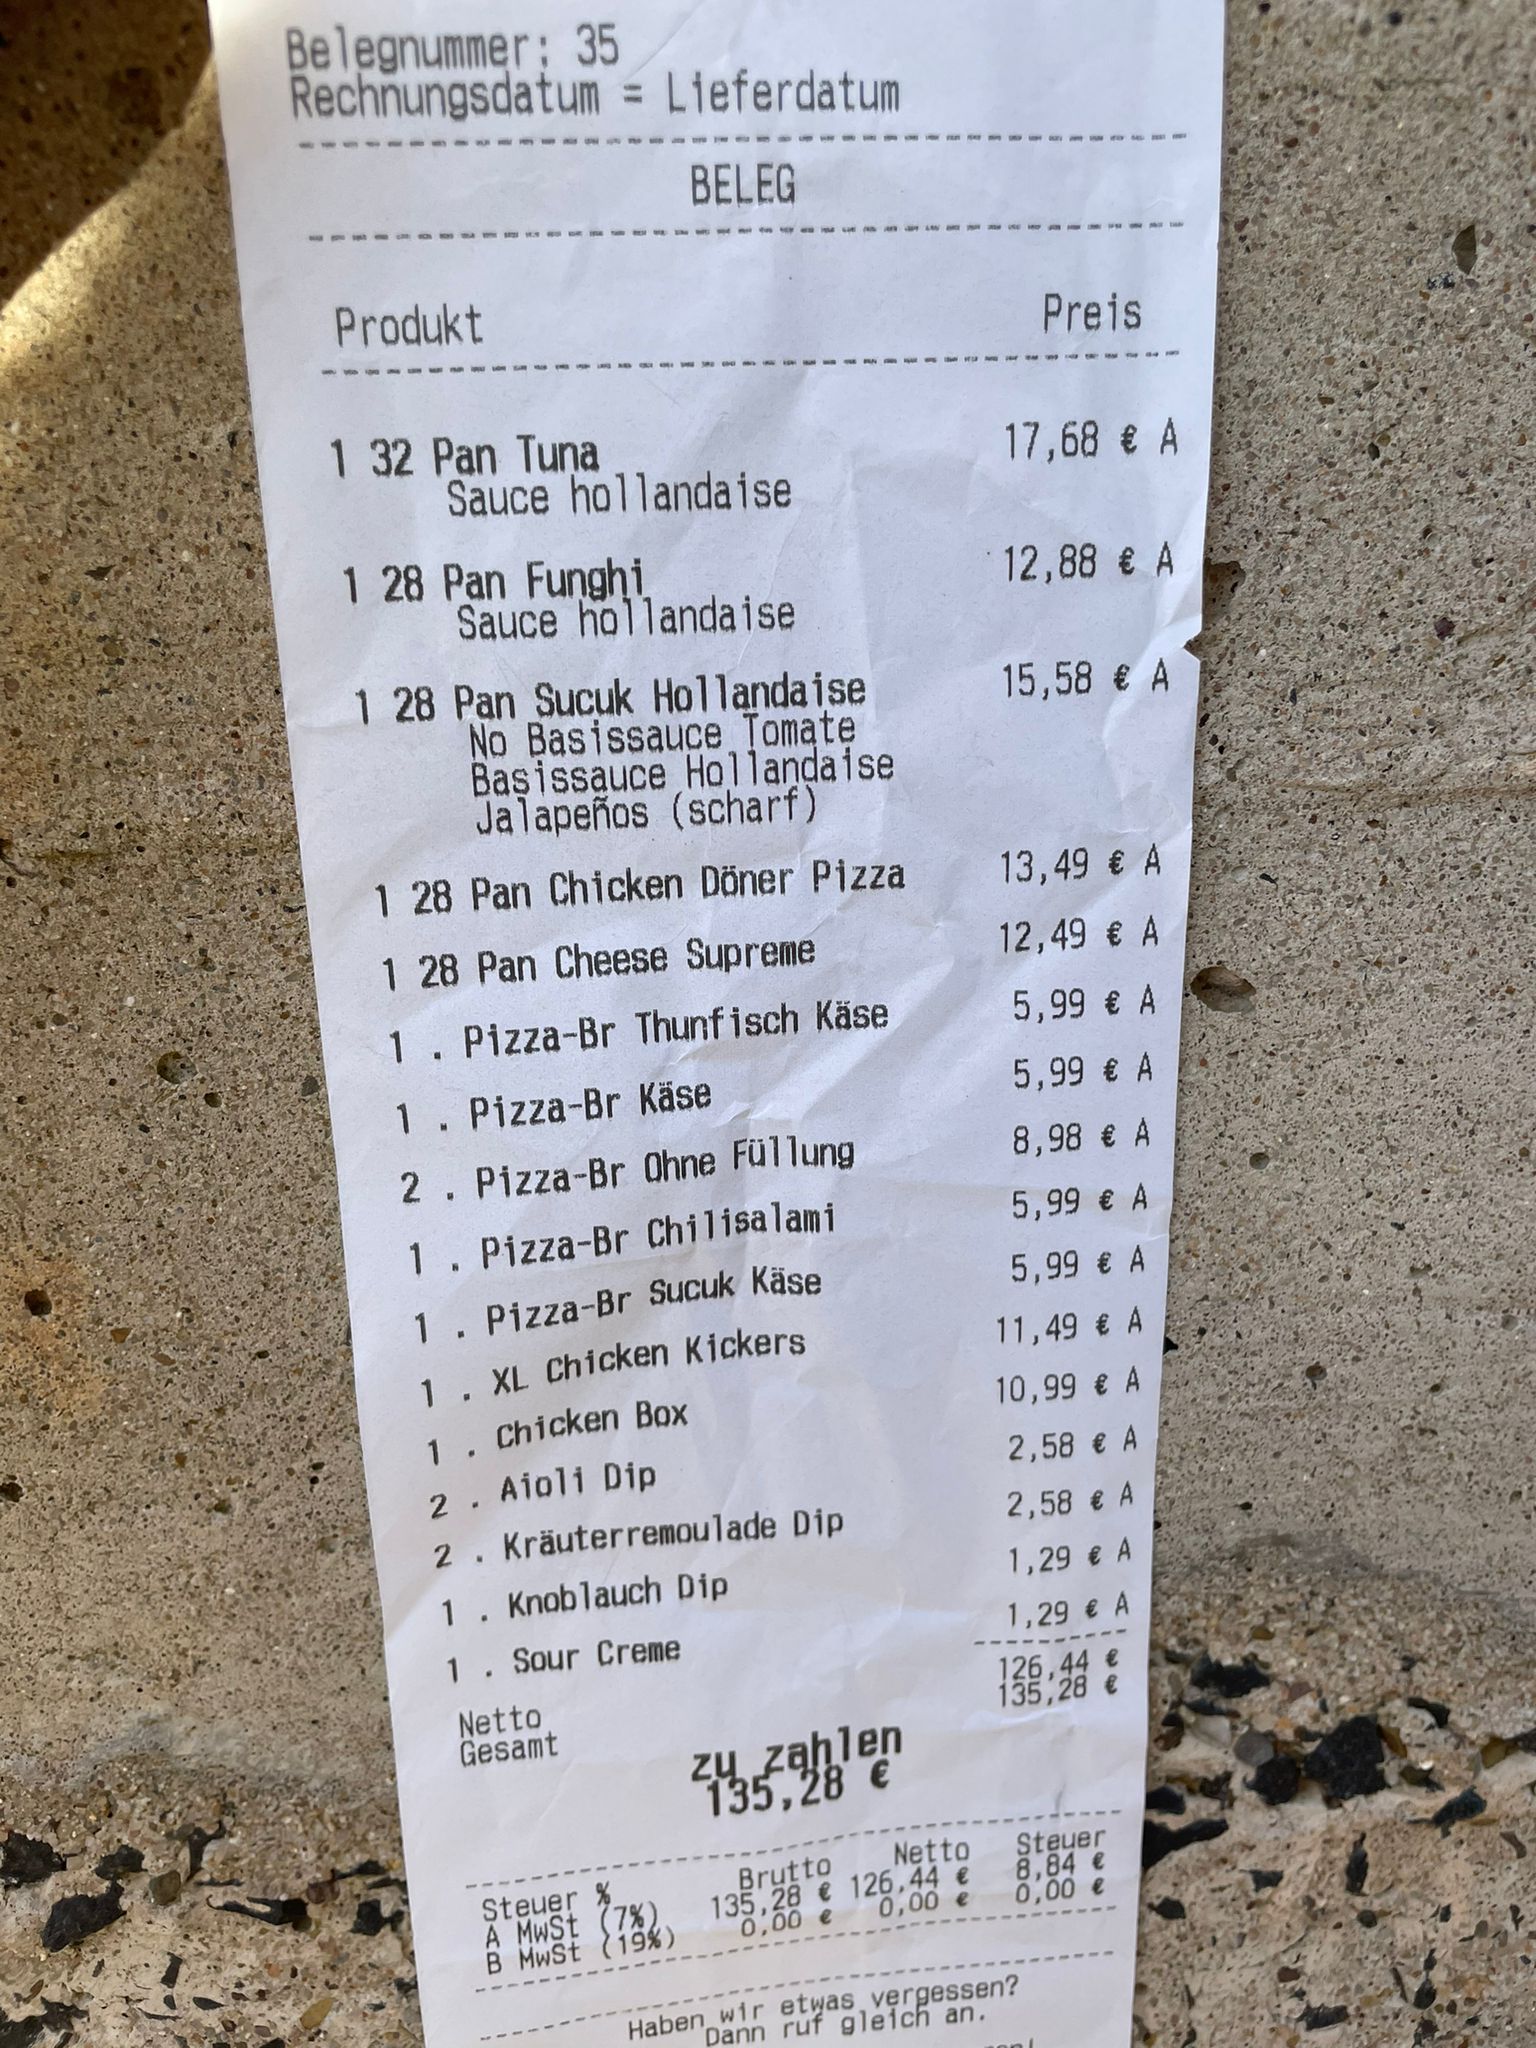 Belegnummer: 35
Rechnungsdatum = Lieferdatum
BELEG
Produkt Preis
1 32 Pan Tuna 17,68 € A
Sauce hollandaise
1 28 Pan Funghi 12,88 € A
Sauce hollandaise
1 28 Pan Sucuk Hollandaise 15,58 € A
No Basissauce Tomate
Basissauce Hollandaise
Jalapeños (scharf)
1 28 Pan Chicken Döner Pizza 13,49 € A
1 28 Pan Cheese Supreme 12,49 € A
1 . Pizza-Br Thunfisch Käse 5,99 € A
1 . Pizza-Br Käse 5,99 € A
2 . Pizza-Br Ohne Füllung 8,98 € A
1 . Pizza-Br Chilisalami 5,99 € A
1 . Pizza-Br Sucuk Käse 5,99 € A
1 . XL Chicken Kickers 11,49 € A
1 . Chicken Box 10,99 € A
2 . Aioli Dip 2,58 € A
2 . Kräuterremoulade Dip 2,58 € A
1 . Knoblauch Dip 1,29 € A
1 . Sour Creme 1,29 € A
Netto 126,44 €
Gesamt 135,28 €
zu zahlen
135,28 €
Steuer % Brutto Netto Steuer
A MwSt (7%) 135,28 € 126,44 € 8,84 €
B MwSt (19%) 0,00 € 0,00 € 0,00 €
Haben wir etwas vergessen?
Dann ruf gleich an.